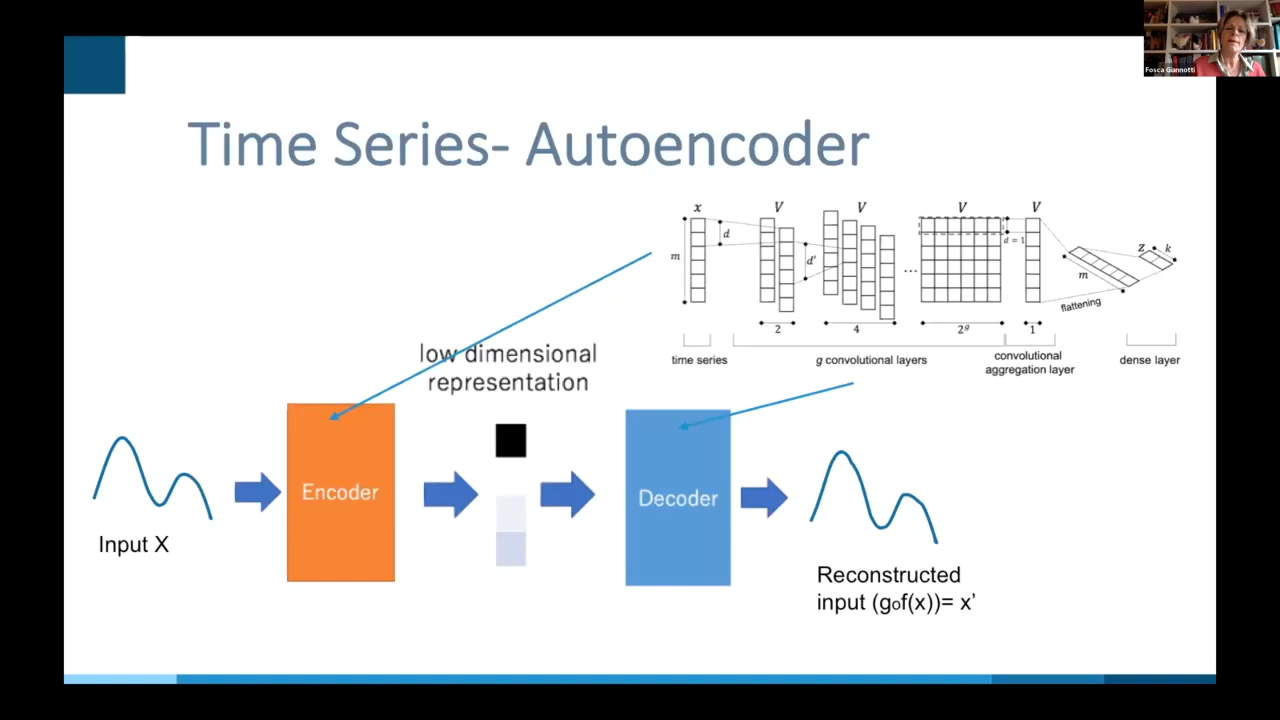 Fosca Giannotti
Time Series- Autoencoder
x V V V V
m d d' d = 1 m Z k
...
2 4 2^g 1 flattening
time series g convolutional layers convolutional aggregation layer dense layer
low dimensional
representation
Encoder
Decoder
Input X
Reconstructed
input (gof(x))= x’